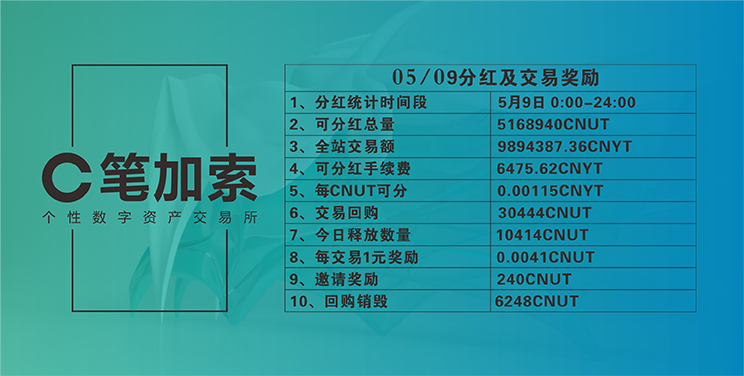 C笔加索
个性数字资产交易所
05/09分红及交易奖励
1、分红统计时间段 5月9日 0:00-24:00
2、可分红总量 5168940CNUT
3、全站交易额 9894387.36CNYT
4、可分红手续费 6475.62CNYT
5、每CNUT可分 0.00115CNYT
6、交易回购 30444CNUT
7、今日释放数量 10414CNUT
8、每交易1元奖励 0.0041CNUT
9、邀请奖励 240CNUT
10、回购销毁 6248CNUT